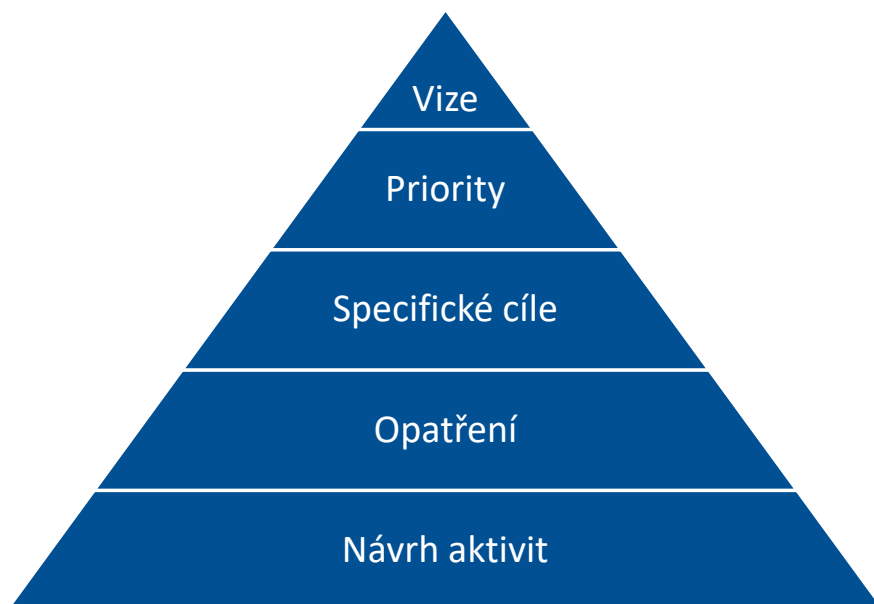 Vize
Priority
Specifické cíle
Opatření
Návrh aktivit